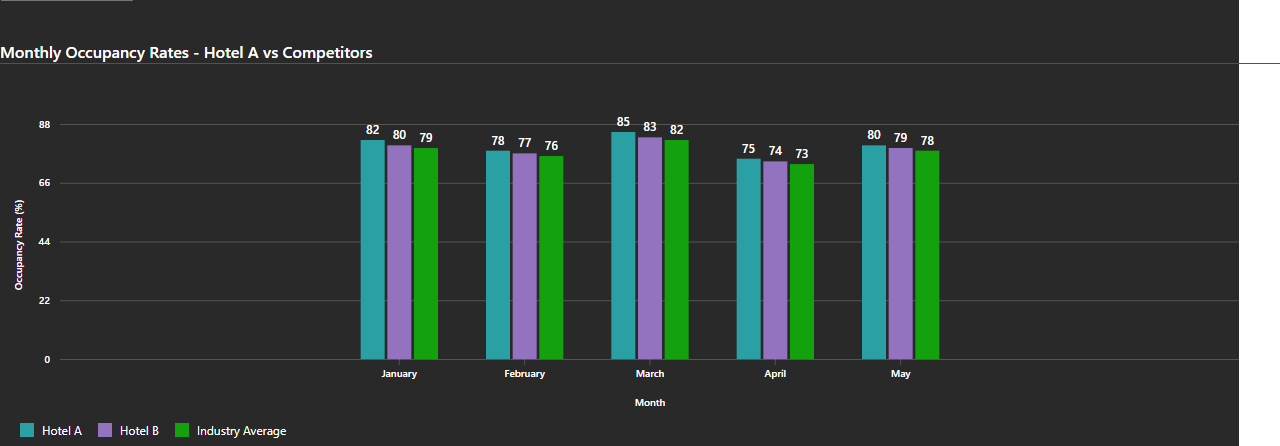 Monthly Occupancy Rates - Hotel A vs Competitors
88
66
44
22
0
Occupancy Rate (%)
82 80 79
78 77 76
85 83 82
75 74 73
80 79 78
January February March April May
Month
Hotel A Hotel B Industry Average